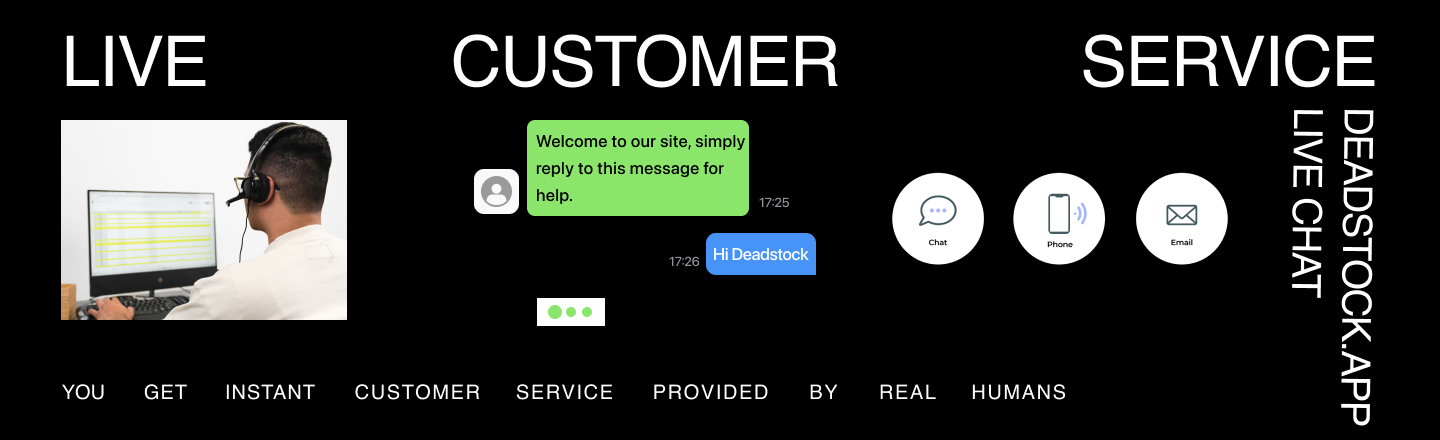 LIVE CUSTOMER SERVICE
Welcome to our site, simply
reply to this message for
help.
17:25
17:26
Hi Deadstock
Chat
Phone
Email
DEADSTOCK.APP
LIVE CHAT
YOU GET INSTANT CUSTOMER SERVICE PROVIDED BY REAL HUMANS